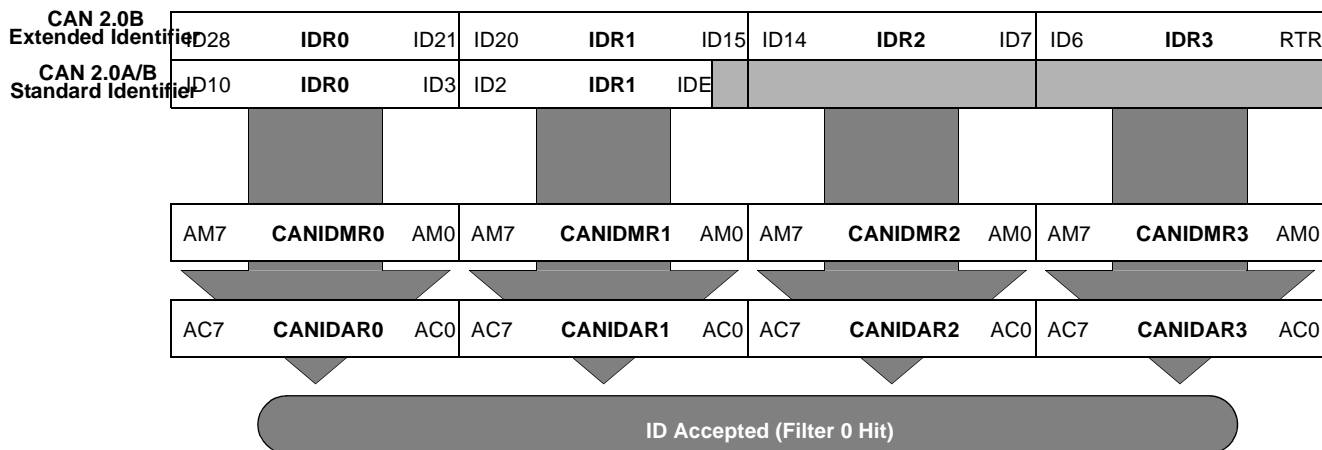 CAN 2.0B
Extended Identifier
ID28 IDR0 ID21 ID20 IDR1 ID15 ID14 IDR2 ID7 ID6 IDR3 RTR
CAN 2.0A/B
Standard Identifier
ID10 IDR0 ID3 ID2 IDR1 IDE
AM7 CANIDMR0 AM0 AM7 CANIDMR1 AM0 AM7 CANIDMR2 AM0 AM7 CANIDMR3 AM0
AC7 CANIDAR0 AC0 AC7 CANIDAR1 AC0 AC7 CANIDAR2 AC0 AC7 CANIDAR3 AC0
ID Accepted (Filter 0 Hit)